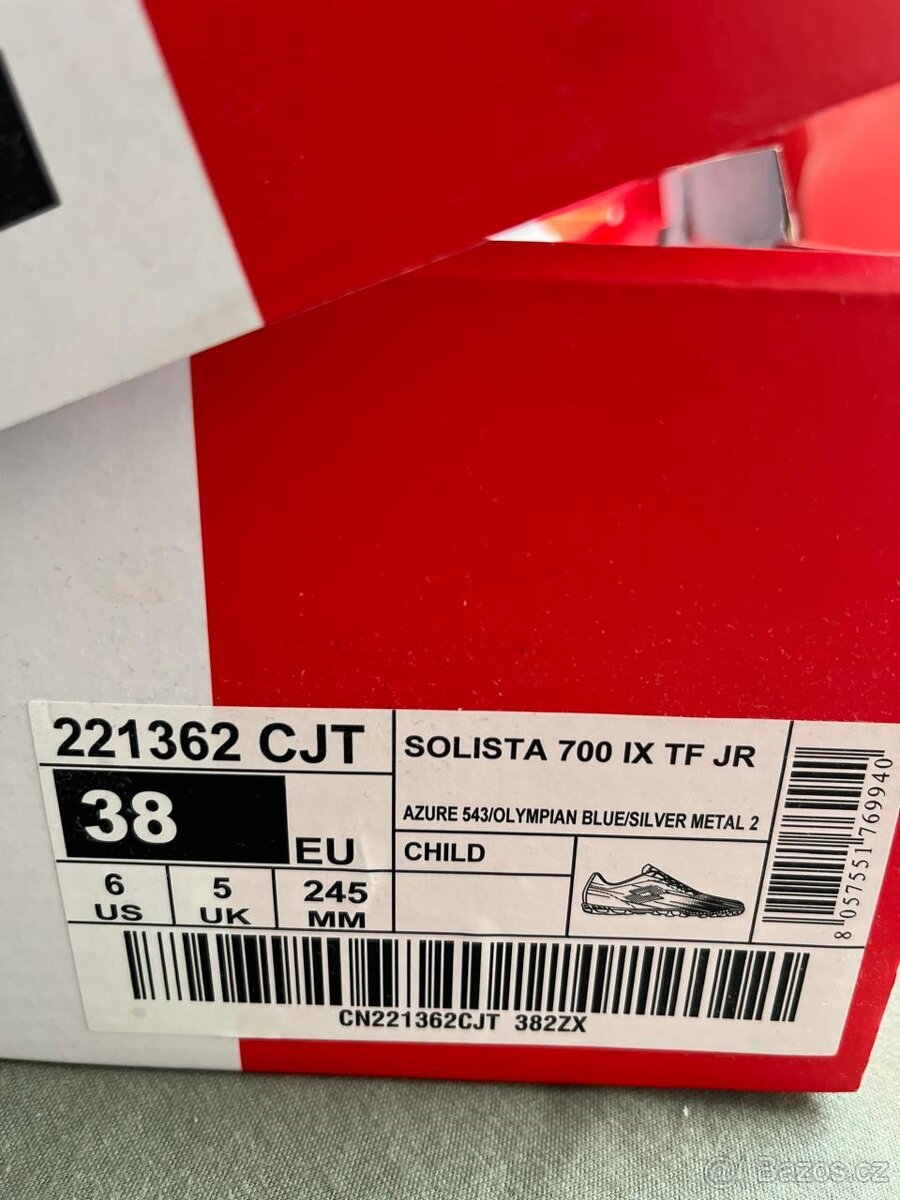 221362 CJT
38
EU
6
US
5
UK
245
MM
SOLISTA 700 IX TF JR
AZURE 543/OLYMPIAN BLUE/SILVER METAL 2
CHILD
8 057551 769940
CN221362CJT 382ZX
Bazos.cz